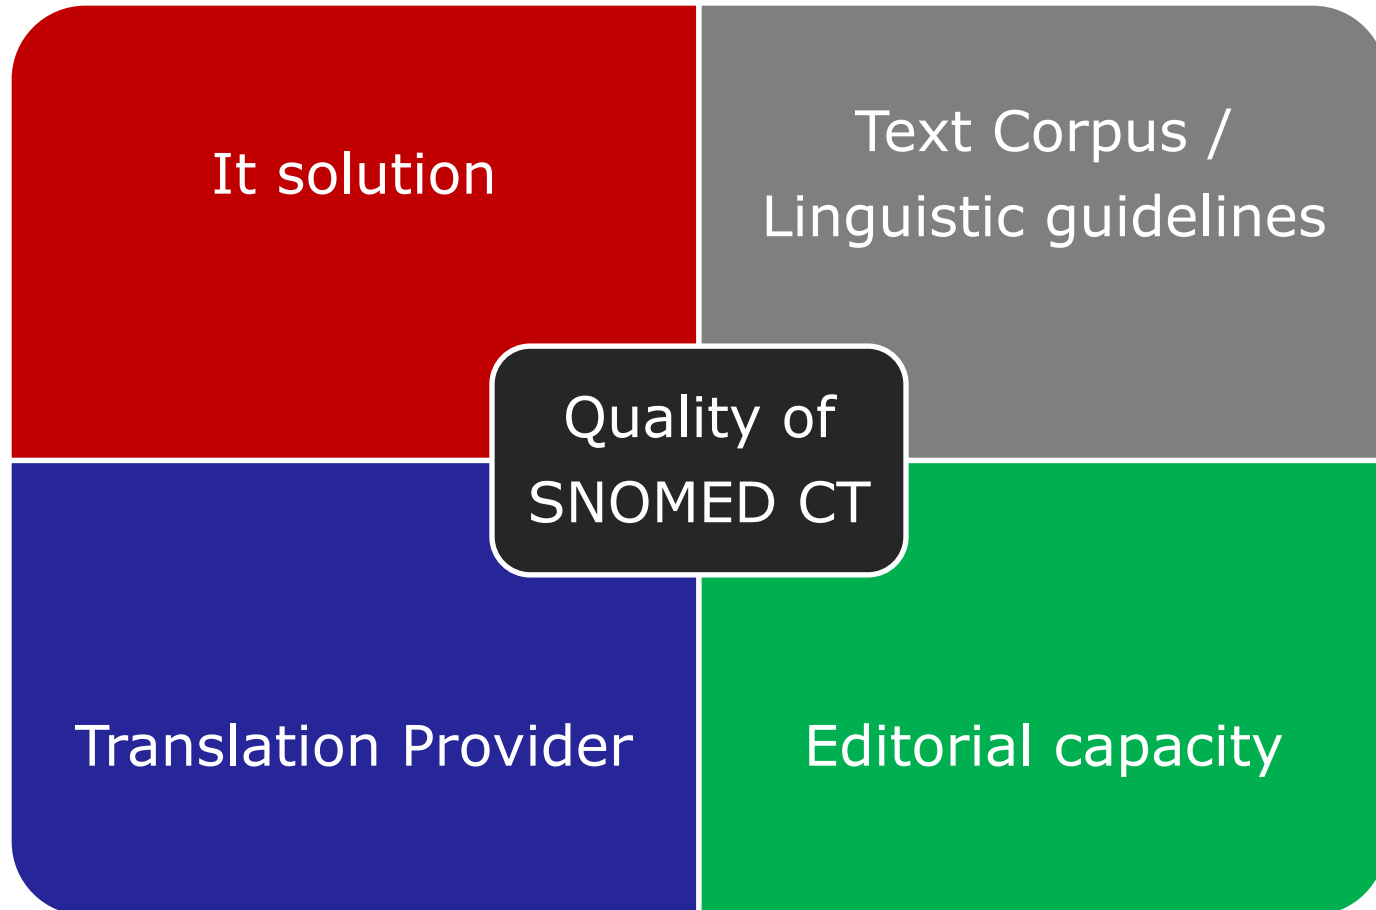 It solution
Text Corpus /
Linguistic guidelines
Quality of
SNOMED CT
Translation Provider
Editorial capacity